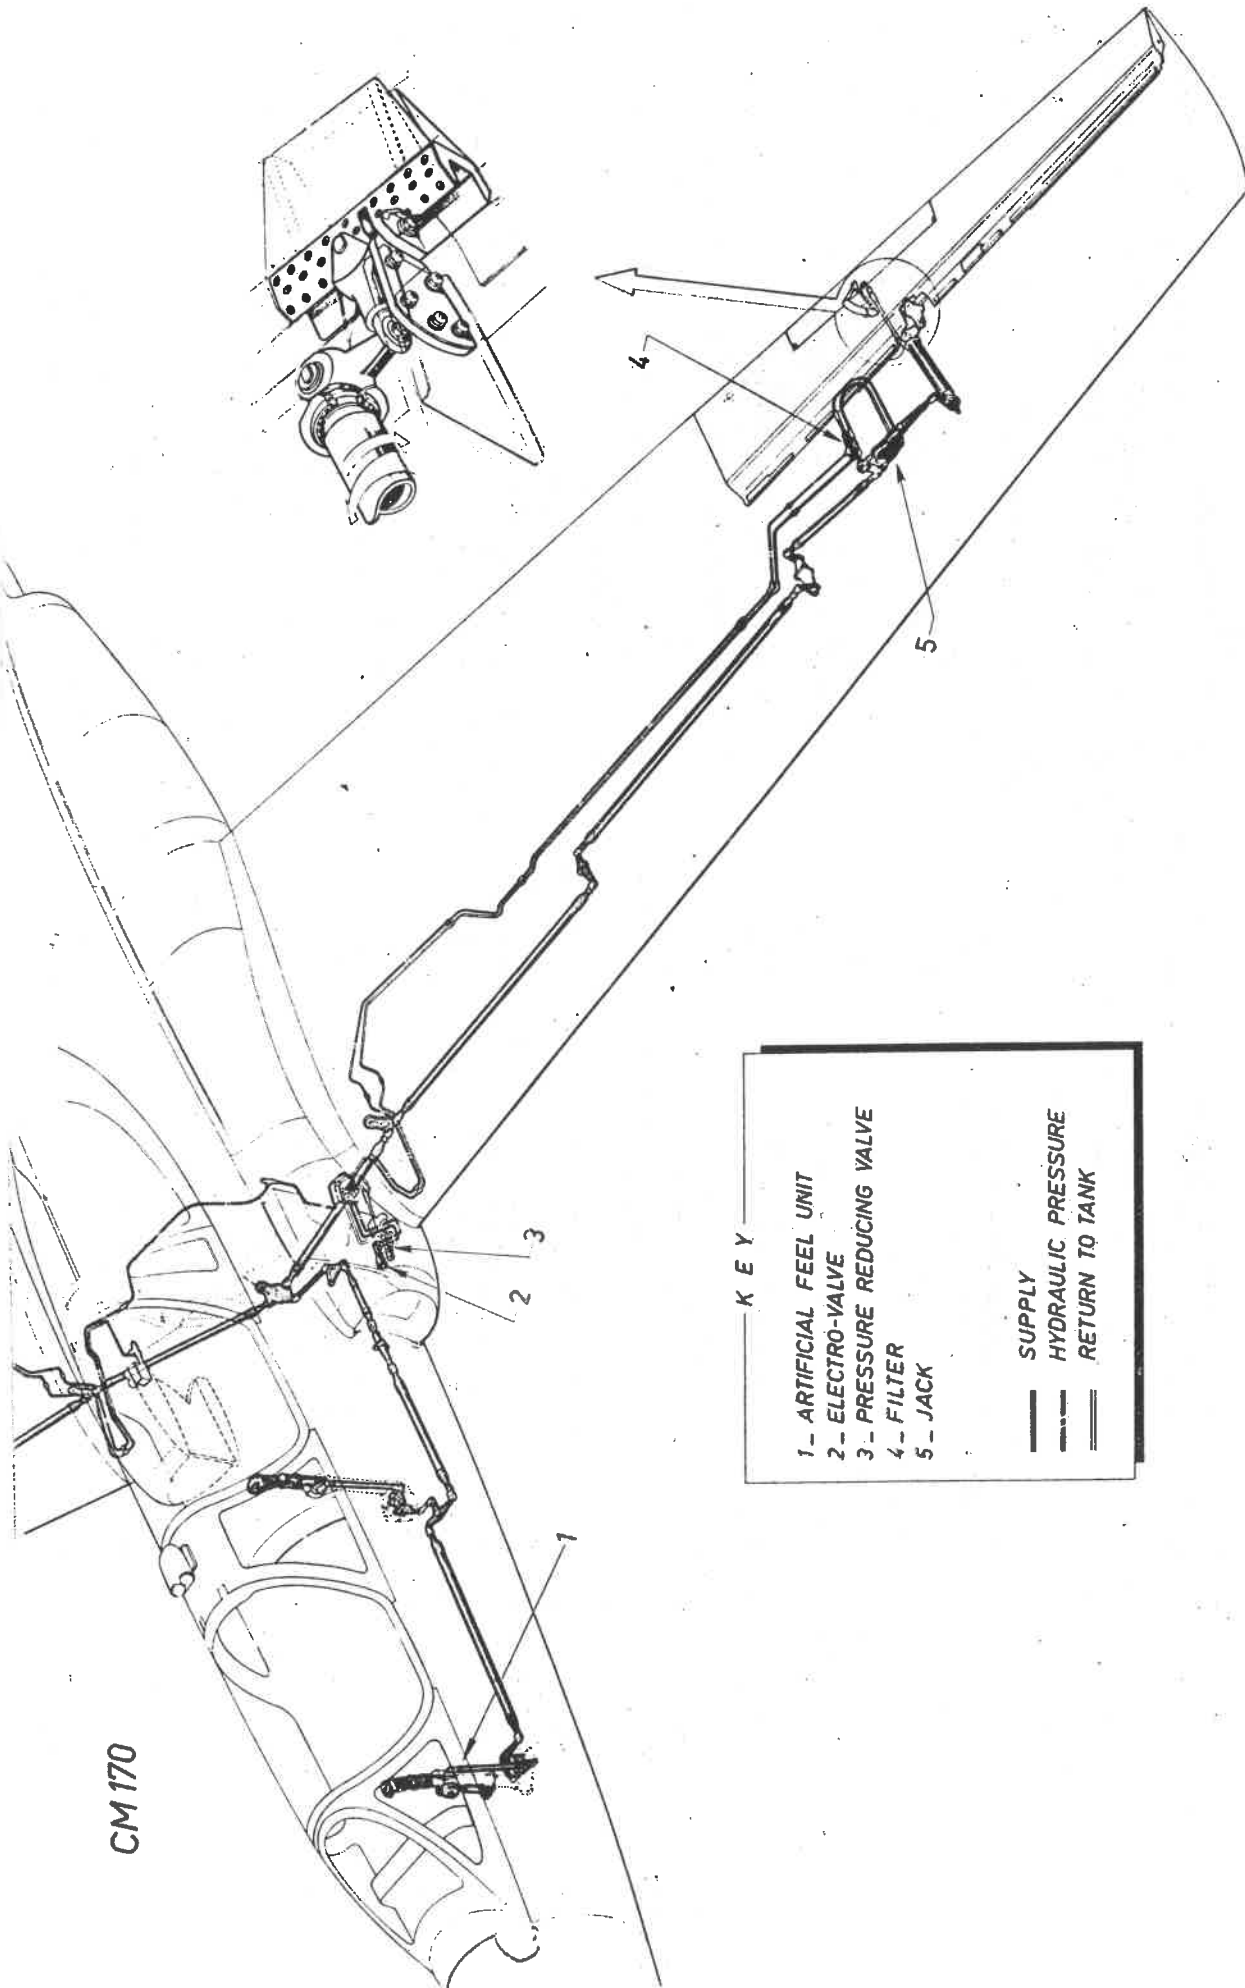 CM 170
4
5
3
2
1
KEY
1_ ARTIFICIAL FEEL UNIT
2_ ELECTRO-VALVE
3_ PRESSURE REDUCING VALVE
4_ FILTER
5_ JACK
SUPPLY
HYDRAULIC PRESSURE
RETURN TO TANK